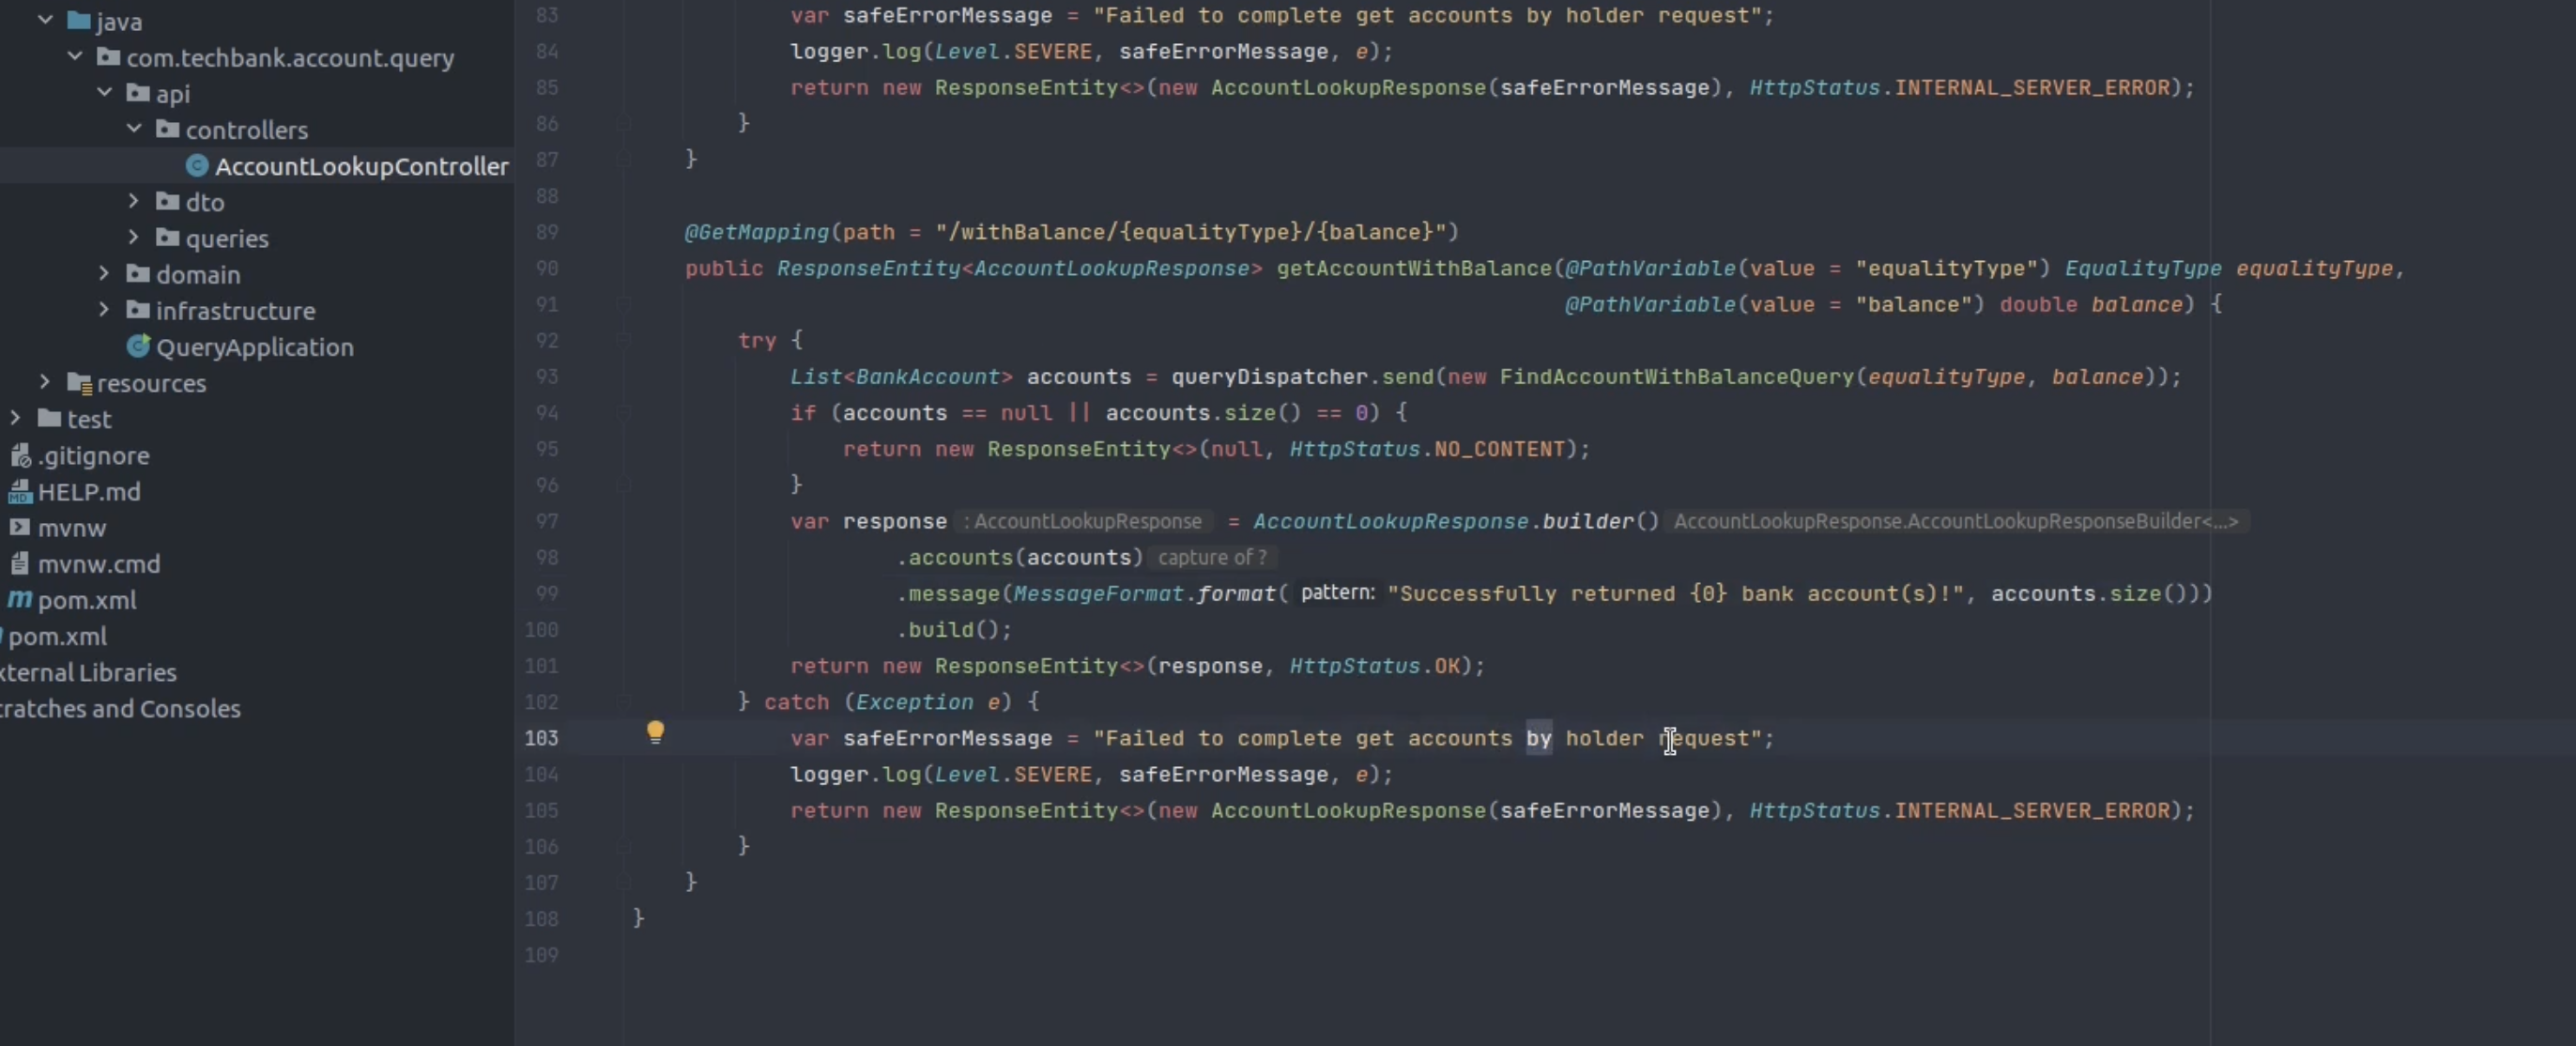 java
com.techbank.account.query
api
controllers
AccountLookupController
dto
queries
domain
infrastructure
QueryApplication
resources
test
.gitignore
HELP.md
mvnw
mvnw.cmd
pom.xml
pom.xml
xternal Libraries
cratches and Consoles
83 var safeErrorMessage = "Failed to complete get accounts by holder request";
84 logger.log(Level.SEVERE, safeErrorMessage, e);
85 return new ResponseEntity<>(new AccountLookupResponse(safeErrorMessage), HttpStatus.INTERNAL_SERVER_ERROR);
86 }
87 }
88
89 @GetMapping(path = "/withBalance/{equalityType}/{balance}")
90 public ResponseEntity<AccountLookupResponse> getAccountWithBalance(@PathVariable(value = "equalityType") EqualityType equalityType,
91 @PathVariable(value = "balance") double balance) {
92 try {
93 List<BankAccount> accounts = queryDispatcher.send(new FindAccountWithBalanceQuery(equalityType, balance));
94 if (accounts == null || accounts.size() == 0) {
95 return new ResponseEntity<>(null, HttpStatus.NO_CONTENT);
96 }
97 var response : AccountLookupResponse = AccountLookupResponse.builder() AccountLookupResponse.AccountLookupResponseBuilder<...>
98 .accounts(accounts) capture of ?
99 .message(MessageFormat.format( pattern: "Successfully returned {0} bank account(s)!", accounts.size()))
100 .build();
101 return new ResponseEntity<>(response, HttpStatus.OK);
102 } catch (Exception e) {
103 var safeErrorMessage = "Failed to complete get accounts by holder request";
104 logger.log(Level.SEVERE, safeErrorMessage, e);
105 return new ResponseEntity<>(new AccountLookupResponse(safeErrorMessage), HttpStatus.INTERNAL_SERVER_ERROR);
106 }
107 }
108 }
109